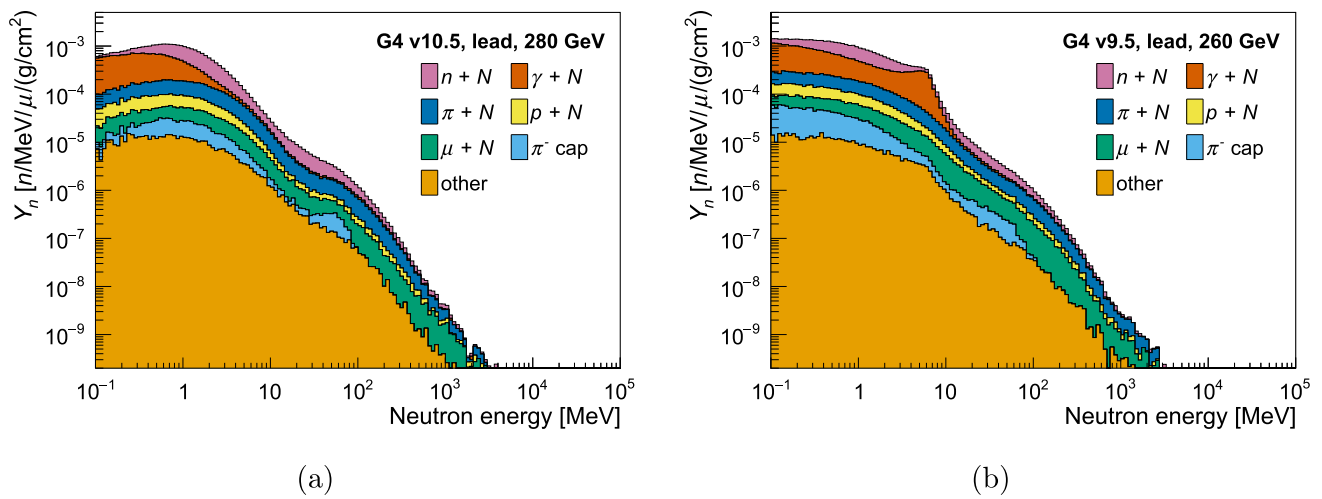 G4 v10.5, lead, 280 GeV
n + N
γ + N
π + N
p + N
μ + N
π⁻ cap
other
Yₙ [n/MeV/μ/(g/cm²)]
10⁻³
10⁻⁴
10⁻⁵
10⁻⁶
10⁻⁷
10⁻⁸
10⁻⁹
10⁻¹ 1 10 10² 10³ 10⁴ 10⁵
Neutron energy [MeV]
(a)
G4 v9.5, lead, 260 GeV
n + N
γ + N
π + N
p + N
μ + N
π⁻ cap
other
Yₙ [n/MeV/μ/(g/cm²)]
10⁻³
10⁻⁴
10⁻⁵
10⁻⁶
10⁻⁷
10⁻⁸
10⁻⁹
10⁻¹ 1 10 10² 10³ 10⁴ 10⁵
Neutron energy [MeV]
(b)